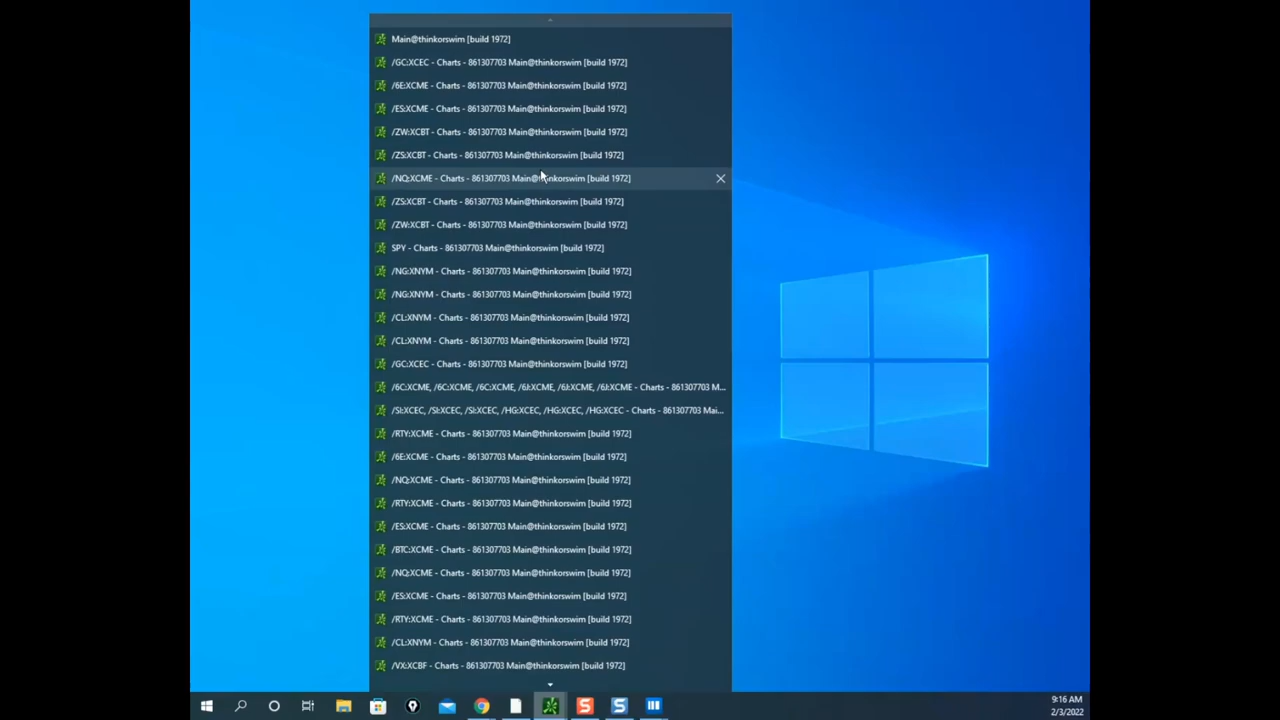 Main@thinkorswim [build 1972]
/GC:XCEC - Charts - 861307703 Main@thinkorswim [build 1972]
/6E:XCME - Charts - 861307703 Main@thinkorswim [build 1972]
/ES:XCME - Charts - 861307703 Main@thinkorswim [build 1972]
/ZW:XCBT - Charts - 861307703 Main@thinkorswim [build 1972]
/ZS:XCBT - Charts - 861307703 Main@thinkorswim [build 1972]
/NQ:XCME - Charts - 861307703 Main@thinkorswim [build 1972]
/ZS:XCBT - Charts - 861307703 Main@thinkorswim [build 1972]
/ZW:XCBT - Charts - 861307703 Main@thinkorswim [build 1972]
SPY - Charts - 861307703 Main@thinkorswim [build 1972]
/NG:XNYM - Charts - 861307703 Main@thinkorswim [build 1972]
/NG:XNYM - Charts - 861307703 Main@thinkorswim [build 1972]
/CL:XNYM - Charts - 861307703 Main@thinkorswim [build 1972]
/CL:XNYM - Charts - 861307703 Main@thinkorswim [build 1972]
/GC:XCEC - Charts - 861307703 Main@thinkorswim [build 1972]
/6C:XCME, /6C:XCME, /6C:XCME, /6J:XCME, /6J:XCME, /6J:XCME - Charts - 861307703 M...
/SI:XCEC, /SI:XCEC, /SI:XCEC, /HG:XCEC, /HG:XCEC, /HG:XCEC - Charts - 861307703 Mai...
/RTY:XCME - Charts - 861307703 Main@thinkorswim [build 1972]
/6E:XCME - Charts - 861307703 Main@thinkorswim [build 1972]
/NQ:XCME - Charts - 861307703 Main@thinkorswim [build 1972]
/RTY:XCME - Charts - 861307703 Main@thinkorswim [build 1972]
/ES:XCME - Charts - 861307703 Main@thinkorswim [build 1972]
/BTC:XCME - Charts - 861307703 Main@thinkorswim [build 1972]
/NQ:XCME - Charts - 861307703 Main@thinkorswim [build 1972]
/ES:XCME - Charts - 861307703 Main@thinkorswim [build 1972]
/RTY:XCME - Charts - 861307703 Main@thinkorswim [build 1972]
/CL:XNYM - Charts - 861307703 Main@thinkorswim [build 1972]
/VX:XCBF - Charts - 861307703 Main@thinkorswim [build 1972]
9:16 AM
2/3/2022